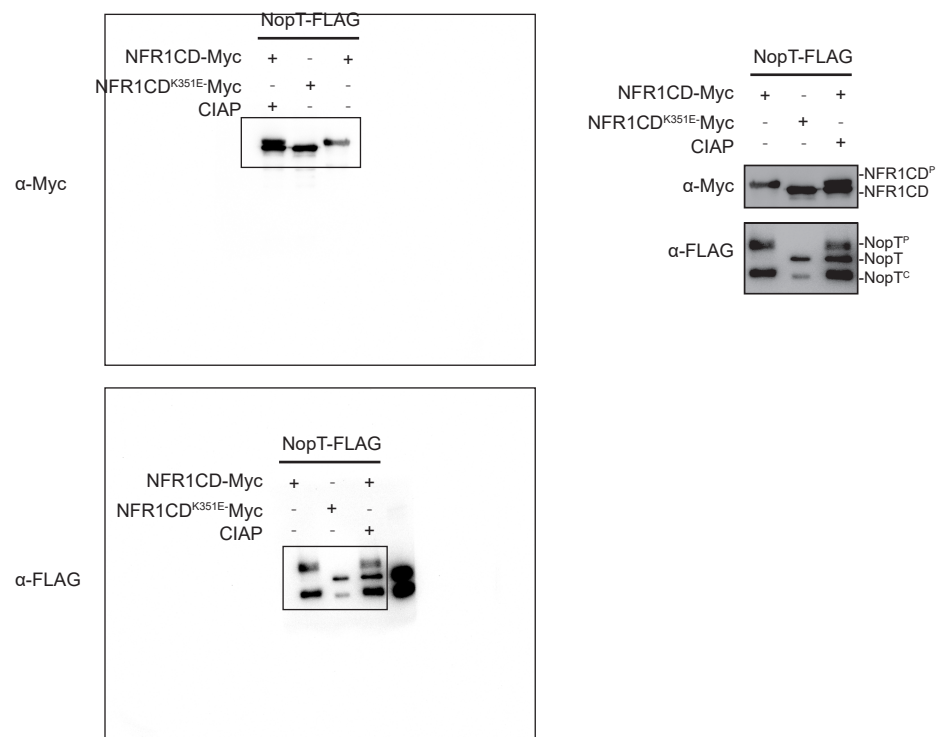 NopT-FLAG
NFR1CD-Myc + - +
NFR1CDᴷ³⁵¹ᴱ-Myc - + -
CIAP + - -
α-Myc
NopT-FLAG
NFR1CD-Myc + - +
NFR1CDᴷ³⁵¹ᴱ-Myc - + -
CIAP - - +
α-Myc -NFR1CDᴾ
-NFR1CD
α-FLAG -NopTᴾ
-NopT
-NopTᶜ
NopT-FLAG
NFR1CD-Myc + - +
NFR1CDᴷ³⁵¹ᴱ-Myc - + -
CIAP - - +
α-FLAG